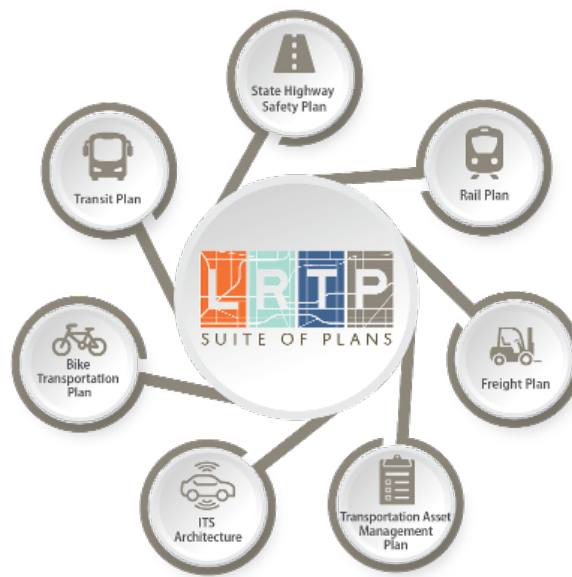 State Highway
Safety Plan
Transit Plan
Rail Plan
LRTP
SUITE OF PLANS
Bike
Transportation
Plan
Freight Plan
ITS
Architecture
Transportation Asset
Management
Plan